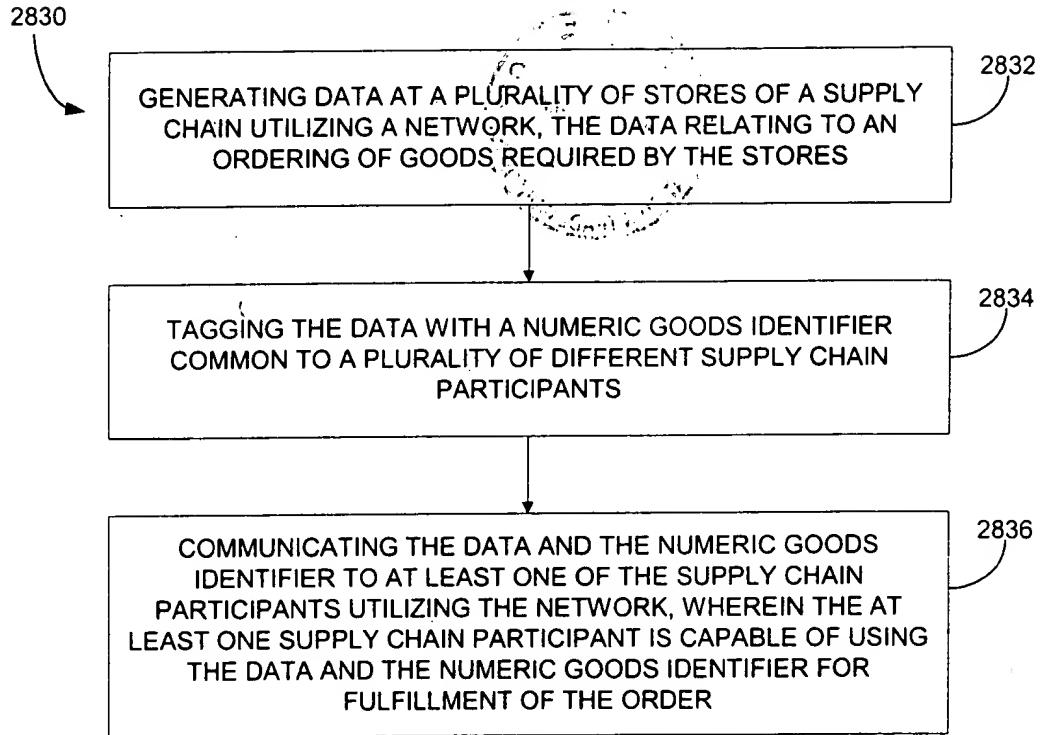 2830
2832
GENERATING DATA AT A PLURALITY OF STORES OF A SUPPLY
CHAIN UTILIZING A NETWORK, THE DATA RELATING TO AN
ORDERING OF GOODS REQUIRED BY THE STORES
2834
TAGGING THE DATA WITH A NUMERIC GOODS IDENTIFIER
COMMON TO A PLURALITY OF DIFFERENT SUPPLY CHAIN
PARTICIPANTS
2836
COMMUNICATING THE DATA AND THE NUMERIC GOODS
IDENTIFIER TO AT LEAST ONE OF THE SUPPLY CHAIN
PARTICIPANTS UTILIZING THE NETWORK, WHEREIN THE AT
LEAST ONE SUPPLY CHAIN PARTICIPANT IS CAPABLE OF USING
THE DATA AND THE NUMERIC GOODS IDENTIFIER FOR
FULFILLMENT OF THE ORDER